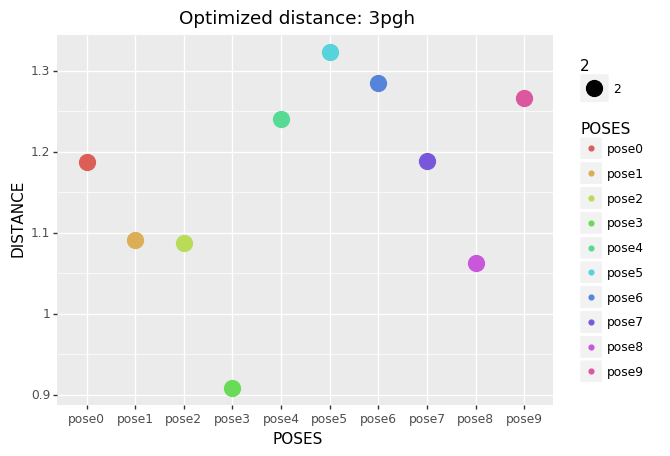 Optimized distance: 3pgh
DISTANCE
1.3
1.2
1.1
1
0.9
pose0 pose1 pose2 pose3 pose4 pose5 pose6 pose7 pose8 pose9
POSES
2
2
POSES
pose0
pose1
pose2
pose3
pose4
pose5
pose6
pose7
pose8
pose9